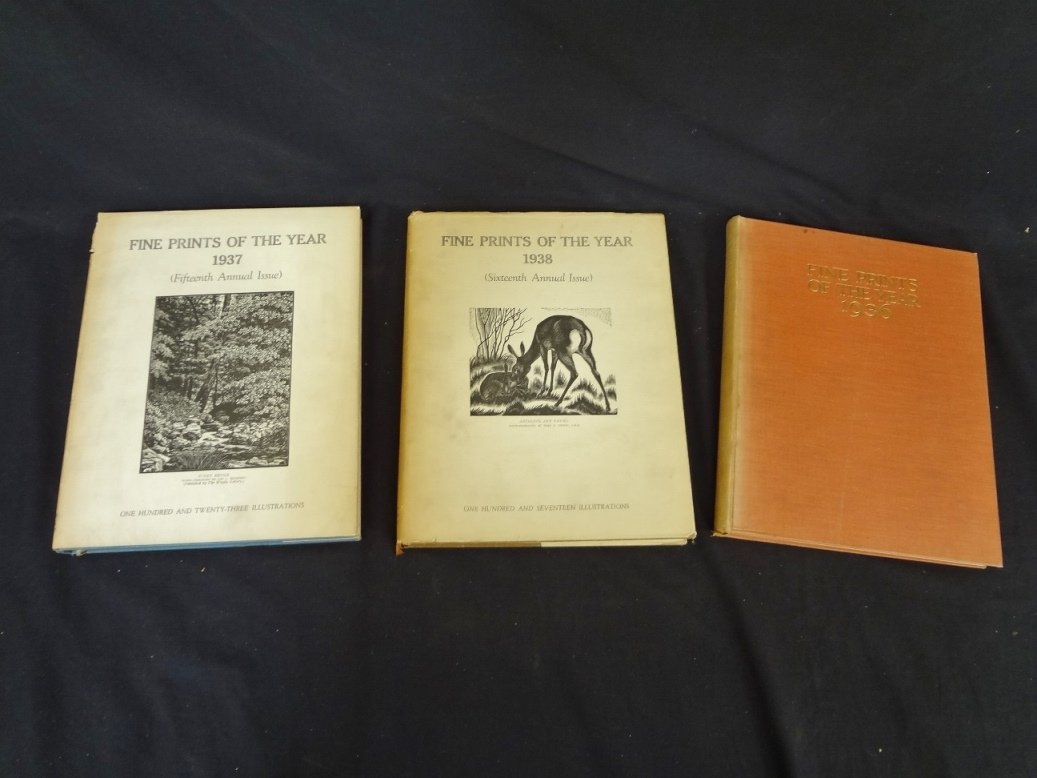 FINE PRINTS OF THE YEAR
1937
(Fifteenth Annual Issue)
ONE HUNDRED AND TWENTY-THREE ILLUSTRATIONS
FINE PRINTS OF THE YEAR
1938
(Sixteenth Annual Issue)
ONE HUNDRED AND SEVENTEEN ILLUSTRATIONS
FINE PRINTS
OF THE YEAR